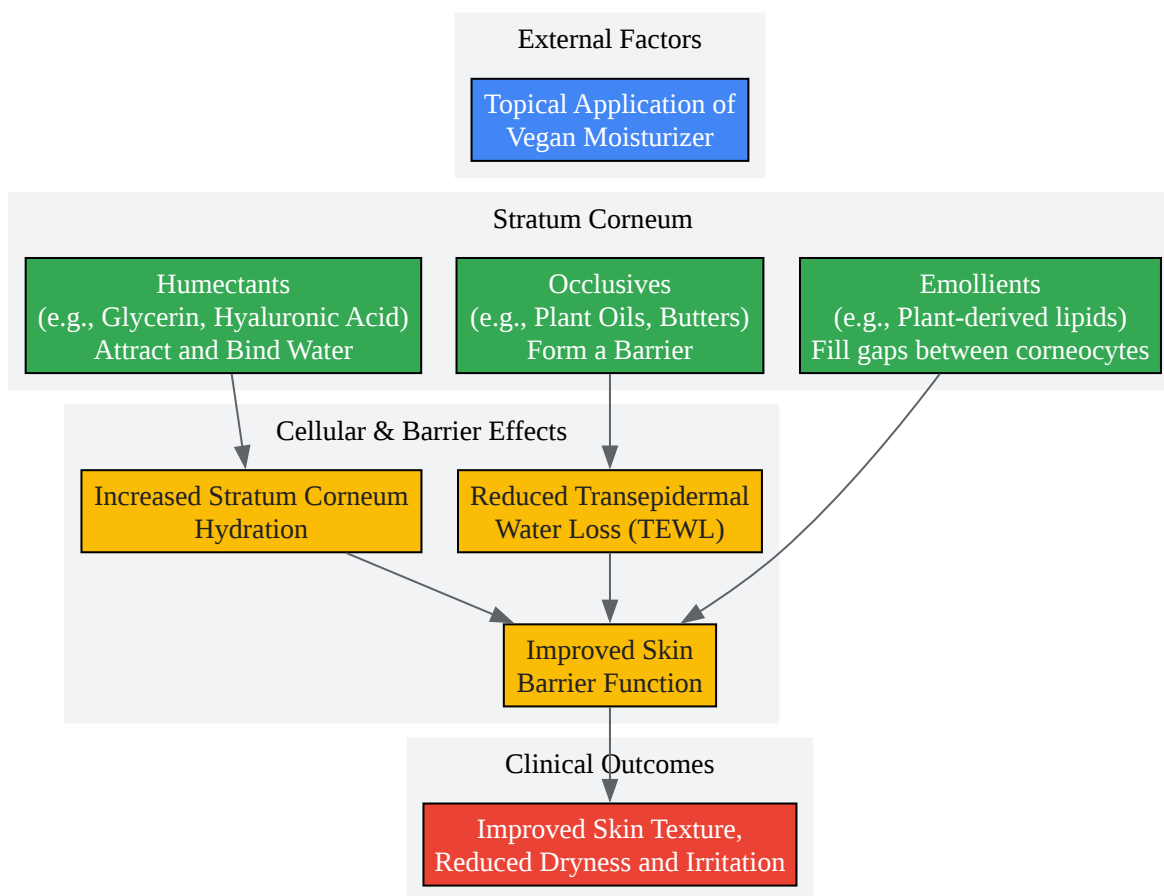 External Factors
Topical Application of
Vegan Moisturizer
Stratum Corneum
Humectants
(e.g., Glycerin, Hyaluronic Acid)
Attract and Bind Water
Occlusives
(e.g., Plant Oils, Butters)
Form a Barrier
Emollients
(e.g., Plant-derived lipids)
Fill gaps between corneocytes
Cellular & Barrier Effects
Increased Stratum Corneum
Hydration
Reduced Transepidermal
Water Loss (TEWL)
Improved Skin
Barrier Function
Clinical Outcomes
Improved Skin Texture,
Reduced Dryness and Irritation